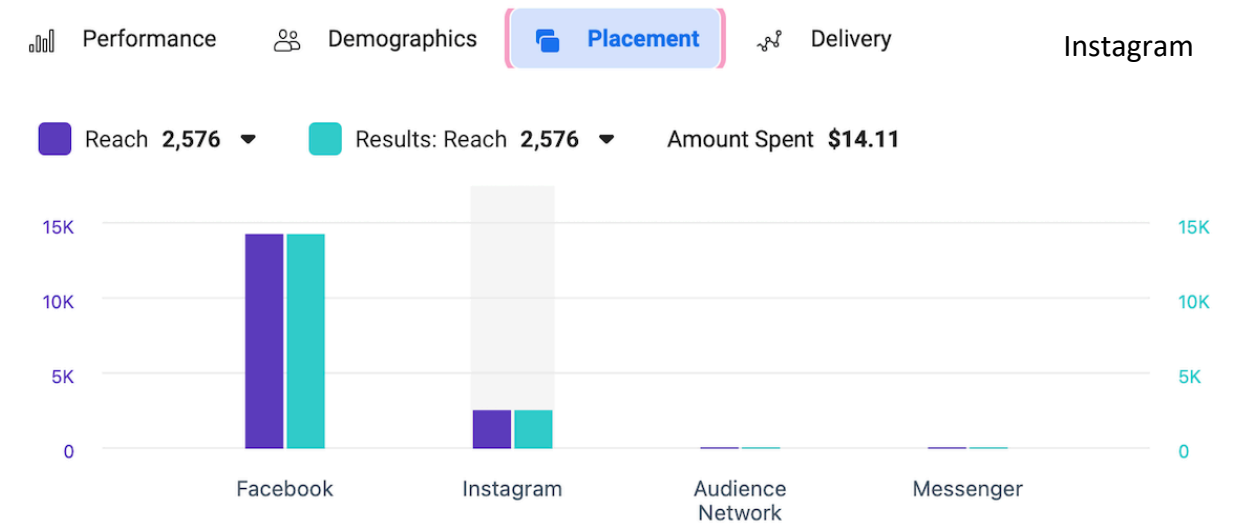 Performance Demographics Placement Delivery Instagram
Reach 2,576 Results: Reach 2,576 Amount Spent $14.11
15K 15K
10K 10K
5K 5K
0 0
Facebook Instagram Audience Network Messenger